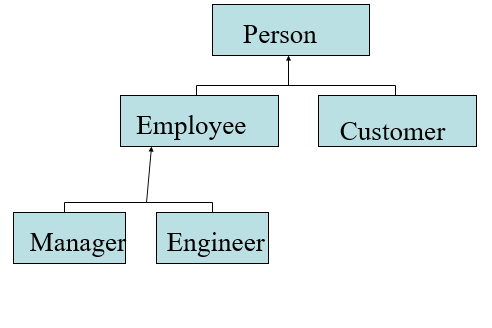 Person
Employee
Customer
Manager
Engineer